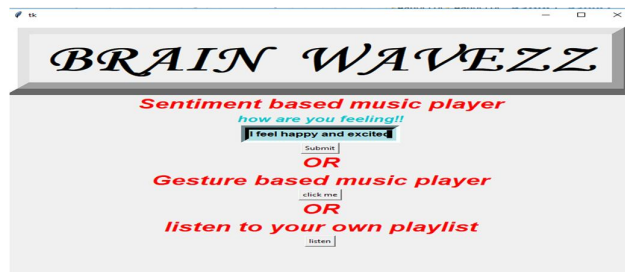 tk
BRAIN WAVEZZ
Sentiment based music player
how are you feeling!!
I feel happy and excited
Submit
OR
Gesture based music player
click me
OR
listen to your own playlist
listen